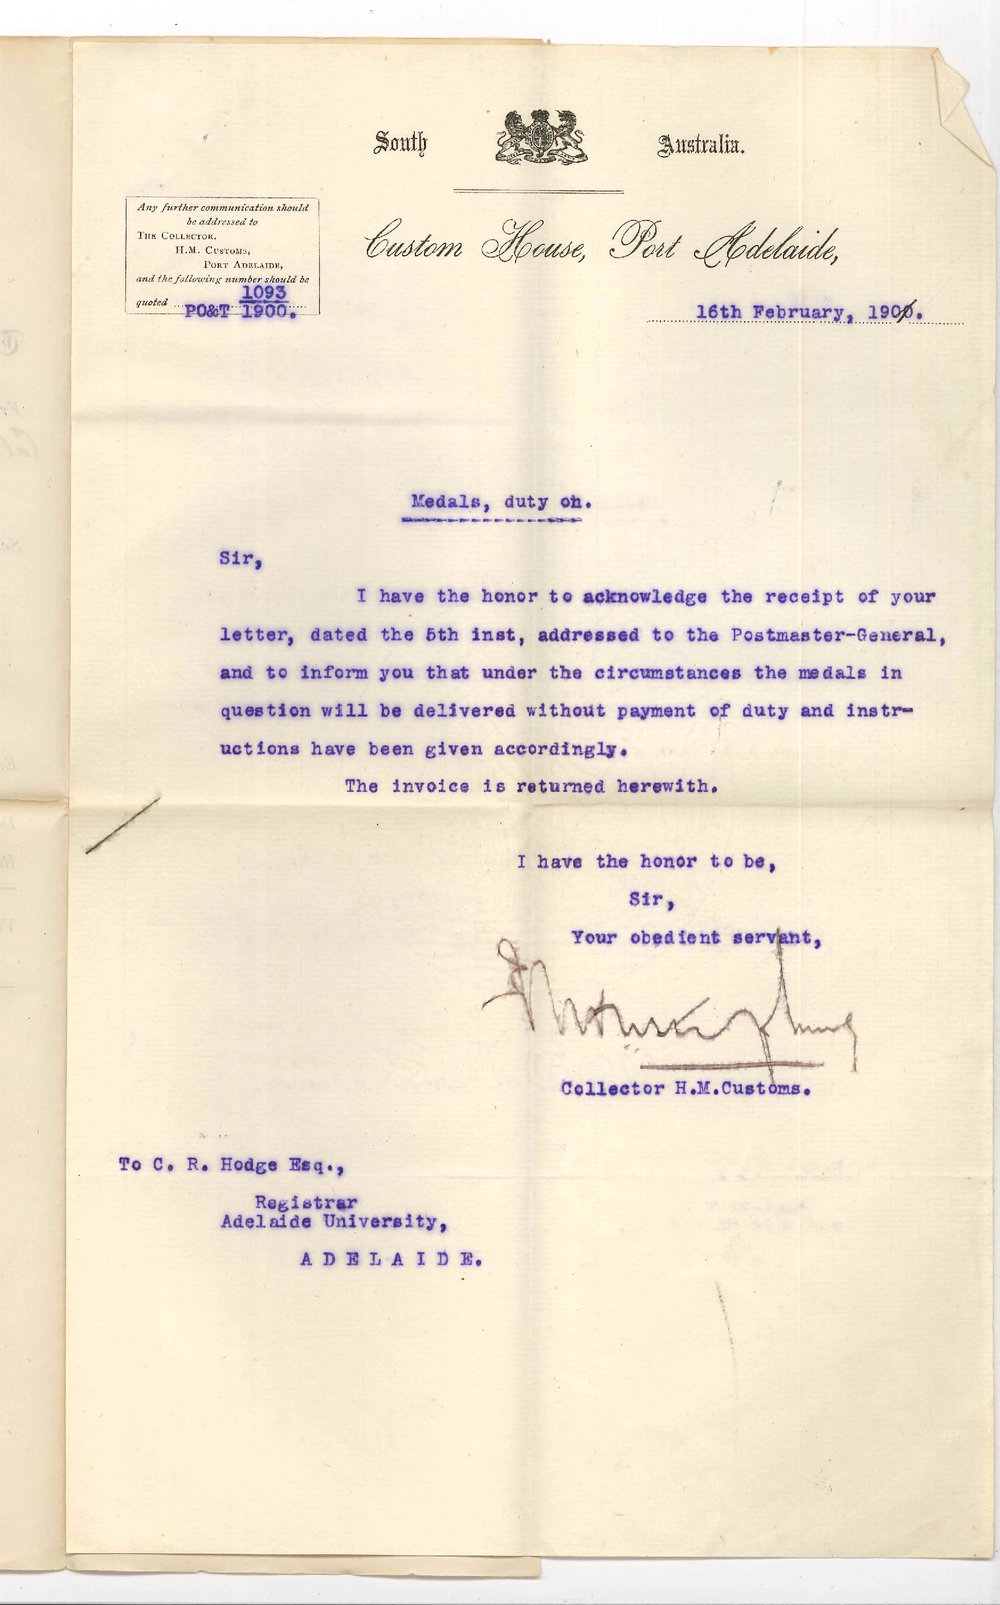 South Australia.
Any further communication should
be addressed to
THE COLLECTOR,
H.M. CUSTOMS,
PORT ADELAIDE,
and the following number should be
quoted 1093
PO&T 1900.
Custom House, Port Adelaide,
16th February, 1901.
Medals, duty on.
Sir,
I have the honor to acknowledge the receipt of your
letter, dated the 5th inst, addressed to the Postmaster-General,
and to inform you that under the circumstances the medals in
question will be delivered without payment of duty and instr-
uctions have been given accordingly.
The invoice is returned herewith.
I have the honor to be,
Sir,
Your obedient servant,
Collector H.M.Customs.
To C. R. Hodge Esq.,
Registrar
Adelaide University,
A D E L A I D E.